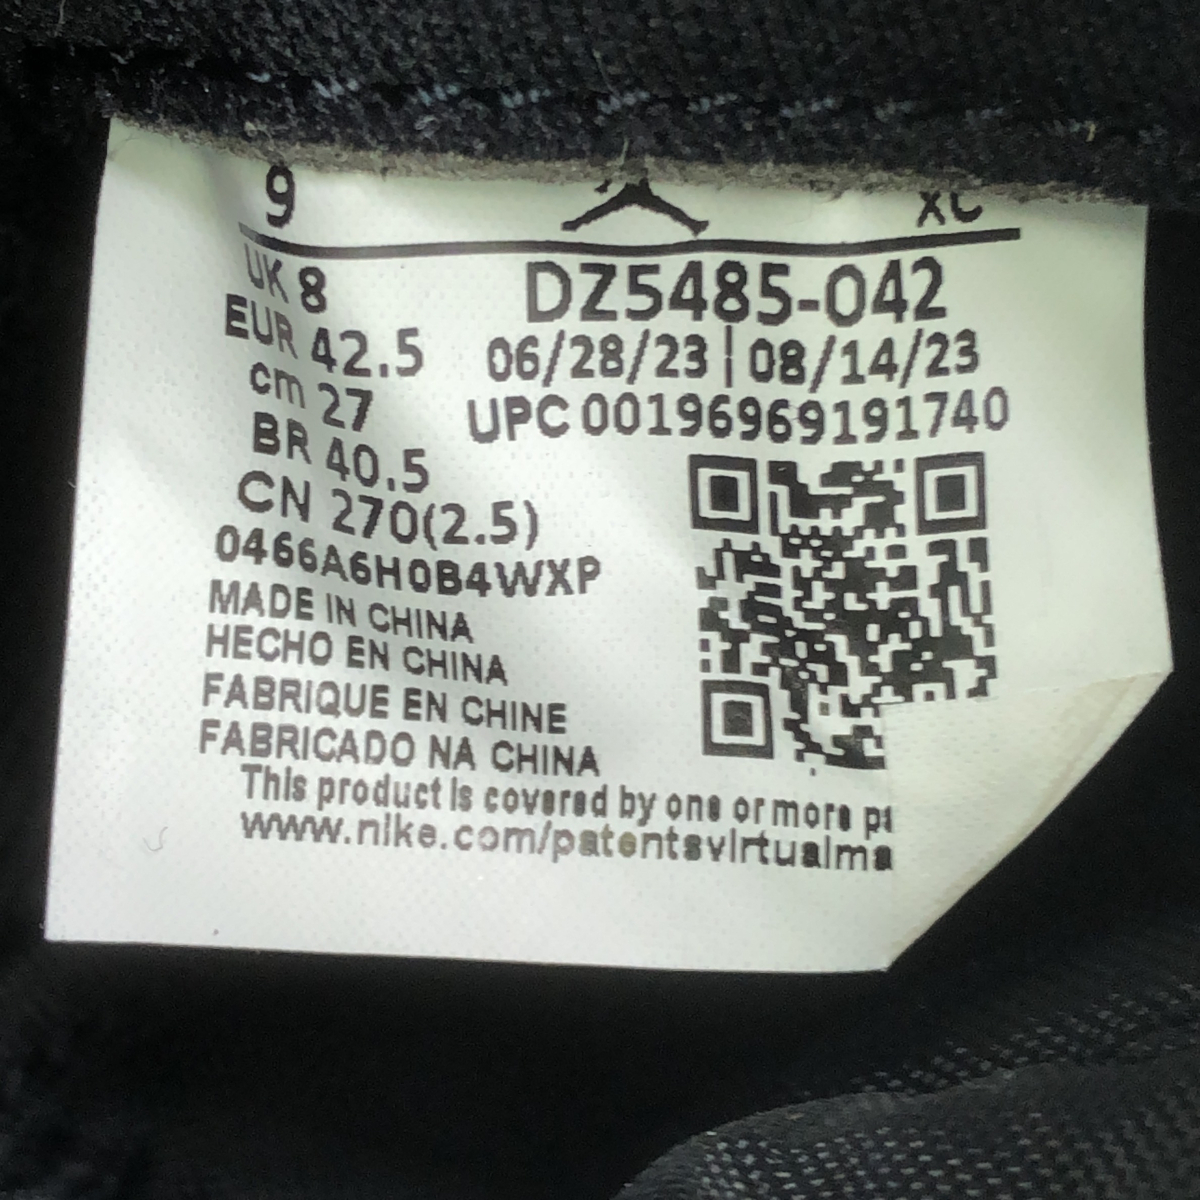 9 XC
UK 8
DZ5485-042
EUR 42.5
06/28/23 | 08/14/23
cm 27
UPC 00196969191740
BR 40.5
CN 270(2.5)
0466A6H0B4WXP
MADE IN CHINA
HECHO EN CHINA
FABRIQUE EN CHINE
FABRICADO NA CHINA
This product is covered by one or more
www.nike.com/patentsvirtualma